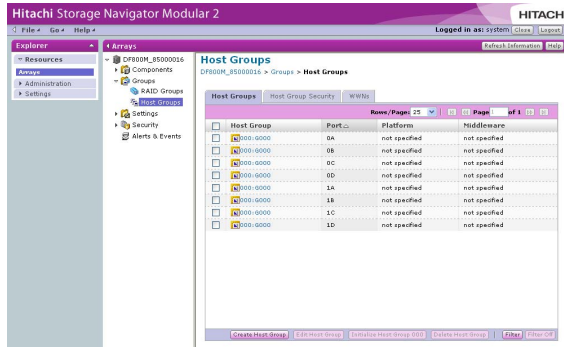 Hitachi Storage Navigator Modular 2
HITACHI
File Go Help
Logged in as: system Close Logout
Explorer
Arrays
Refresh Information Help
Resources
Arrays
Administration
Settings
DF800M_85000016
Components
Groups
RAID Groups
Host Groups
Settings
Security
Alerts & Events
Host Groups
DF800M_85000016 > Groups > Host Groups
Host Groups Host Group Security WWNs
Rows/Page: 25 Page 1 of 1
Host Group Port Platform Middleware
000:G000 0A not specified not specified
000:G000 0B not specified not specified
000:G000 0C not specified not specified
000:G000 0D not specified not specified
000:G000 1A not specified not specified
000:G000 1B not specified not specified
000:G000 1C not specified not specified
000:G000 1D not specified not specified
Create Host Group Edit Host Group Initialize Host Group 000 Delete Host Group Filter Filter Off